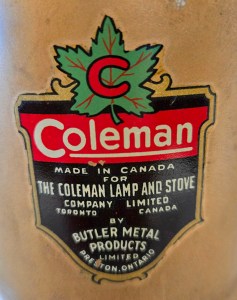 C
Coleman
MADE IN CANADA
FOR
THE COLEMAN LAMP AND STOVE
COMPANY LIMITED
TORONTO CANADA
BY
BUTLER METAL
PRODUCTS
LIMITED
PRESTON, ONTARIO